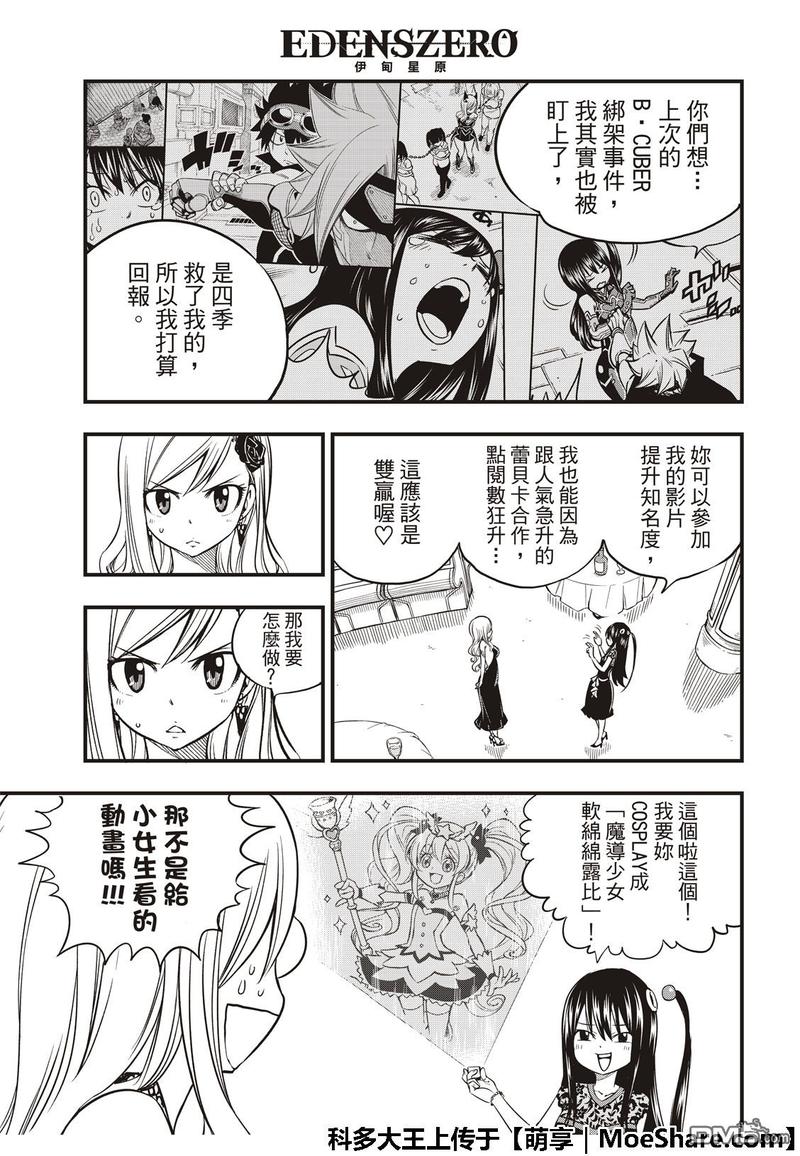 EDENSZERO
伊甸星原
你們想…
上次的
B・CUBER
綁架事件，
我其實也被
盯上了，
是四季
救了我的，
所以我打算
回報。
妳可以參加
我的影片
提升知名度，
我也能因為
跟人氣急升的
蕾貝卡合作，
點閱數狂升…
這應該是
雙贏喔♡
那我要
怎麼做？
這個啦這個！
我要妳
COSPLAY成
「魔導少女
軟綿綿露比」！
那不是給
小女生看的
動畫嗎!!!
科多大王上传于【萌享｜MoeShare.com】